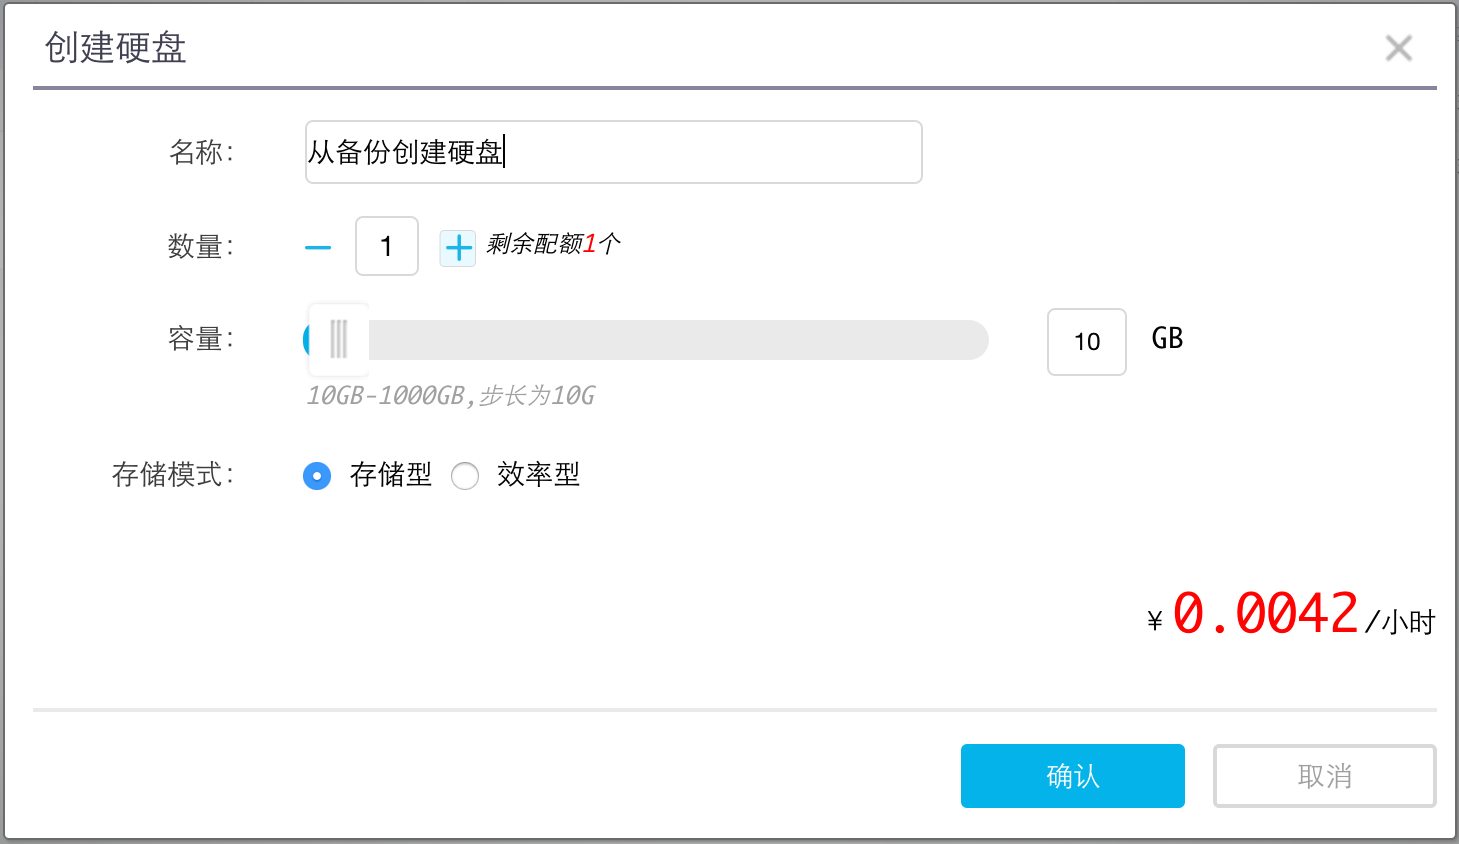 创建硬盘
名称：
从备份创建硬盘
数量：
1
剩余配额1个
容量：
10 GB
10GB-1000GB,步长为10G
存储模式：
存储型 效率型
¥ 0.0042/小时
确认 取消